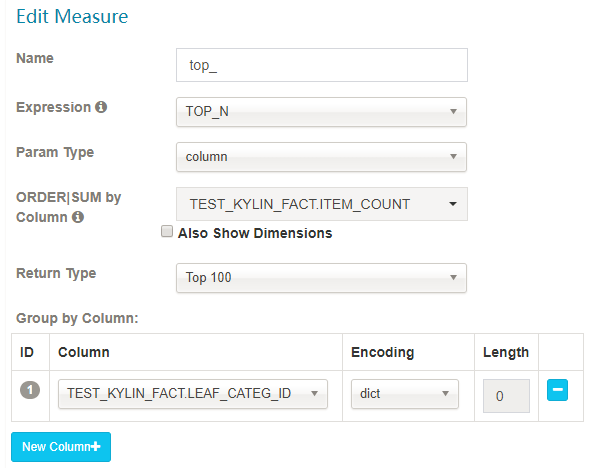 Edit Measure
Name
top_
Expression
TOP_N
Param Type
column
ORDER|SUM by
Column
TEST_KYLIN_FACT.ITEM_COUNT
Also Show Dimensions
Return Type
Top 100
Group by Column:
ID Column Encoding Length
1 TEST_KYLIN_FACT.LEAF_CATEG_ID dict 0
New Column+